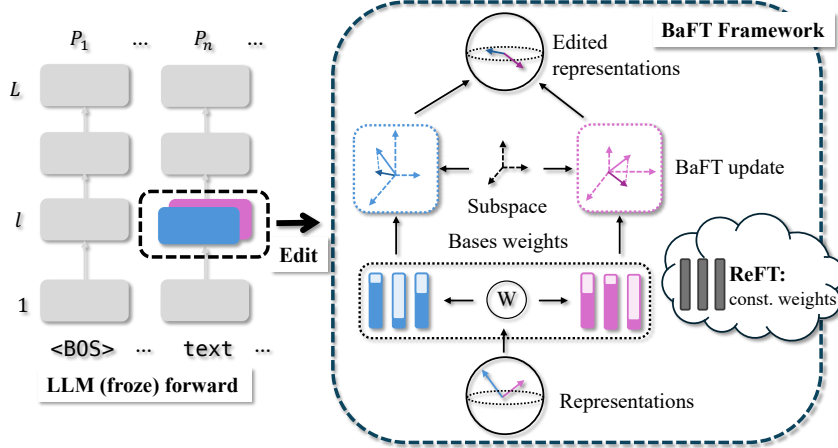 P₁ ... Pₙ ...
L
l
1
<BOS> ... text ...
LLM (froze) forward
Edit
BaFT Framework
Edited
representations
BaFT update
Subspace
Bases weights
W
ReFT:
const. weights
Representations